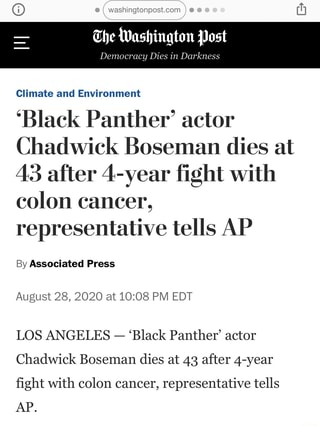 washingtonpost.com
The Washington Post
Democracy Dies in Darkness
Climate and Environment
‘Black Panther’ actor
Chadwick Boseman dies at
43 after 4-year fight with
colon cancer,
representative tells AP
By Associated Press
August 28, 2020 at 10:08 PM EDT
LOS ANGELES — ‘Black Panther’ actor
Chadwick Boseman dies at 43 after 4-year
fight with colon cancer, representative tells
AP.